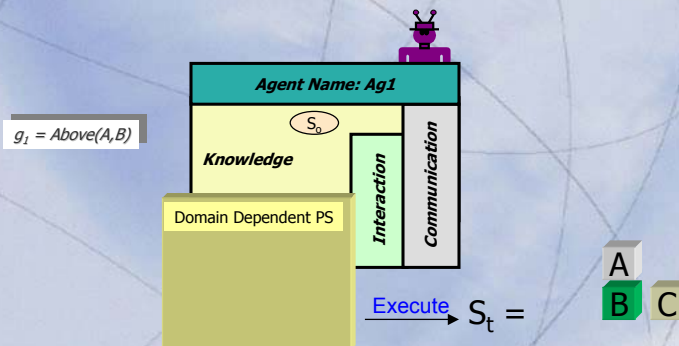 Agent Name: Ag1
g₁ = Above(A,B)
Sₒ
Knowledge
Interaction
Communication
Domain Dependent PS
Execute
Sₜ =
A
B C